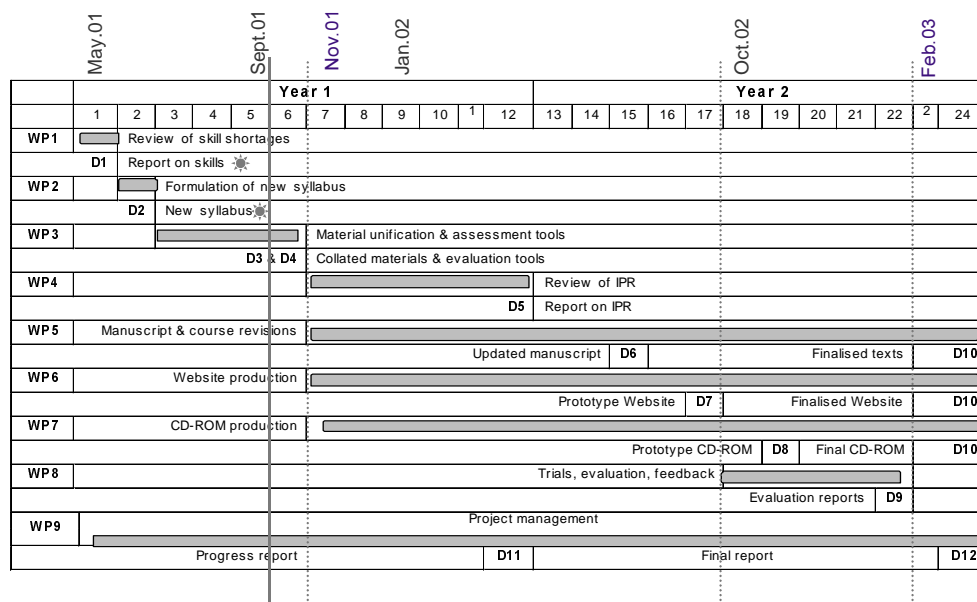 May.01 Sept.01 Nov.01 Jan.02 Oct.02 Feb.03
Year 1 Year 2
1 2 3 4 5 6 7 8 9 10 1 12 13 14 15 16 17 18 19 20 21 22 2 24
WP1 Review of skill shortages
D1 Report on skills
WP2 Formulation of new syllabus
D2 New syllabus
WP3 Material unification & assessment tools
D3 & D4 Collated materials & evaluation tools
WP4 Review of IPR
D5 Report on IPR
WP5 Manuscript & course revisions
Updated manuscript D6 Finalised texts D10
WP6 Website production
Prototype Website D7 Finalised Website D10
WP7 CD-ROM production
Prototype CD-ROM D8 Final CD-ROM D10
WP8 Trials, evaluation, feedback
Evaluation reports D9
WP9 Project management
Progress report D11 Final report D12